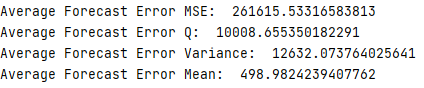 Average Forecast Error MSE:  261615.53316583813
Average Forecast Error Q:  10008.655350182291
Average Forecast Error Variance:  12632.073764025641
Average Forecast Error Mean:  498.9824239407762